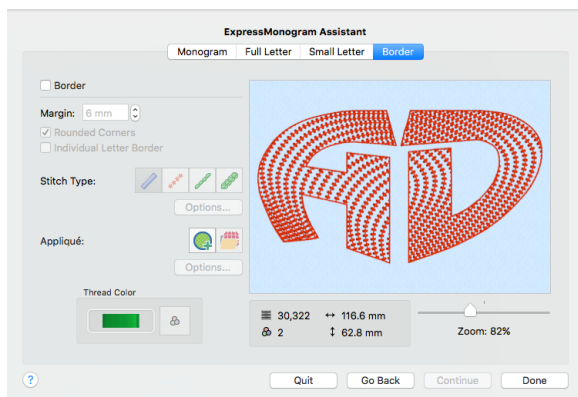 ExpressMonogram Assistant
Monogram Full Letter Small Letter Border
Border
Margin: 6 mm
Rounded Corners
Individual Letter Border
Stitch Type:
Options...
Appliqué:
Options...
Thread Color
AD
30,322 116.6 mm
2 62.8 mm
Zoom: 82%
? Quit Go Back Continue Done